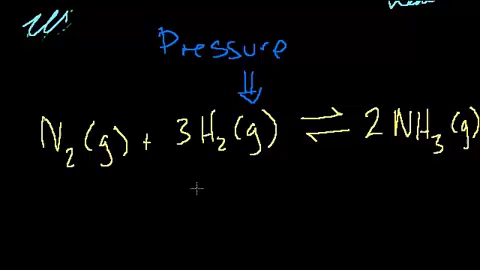 Pressure
N₂(g) + 3H₂(g) ⇌ 2NH₃(g)